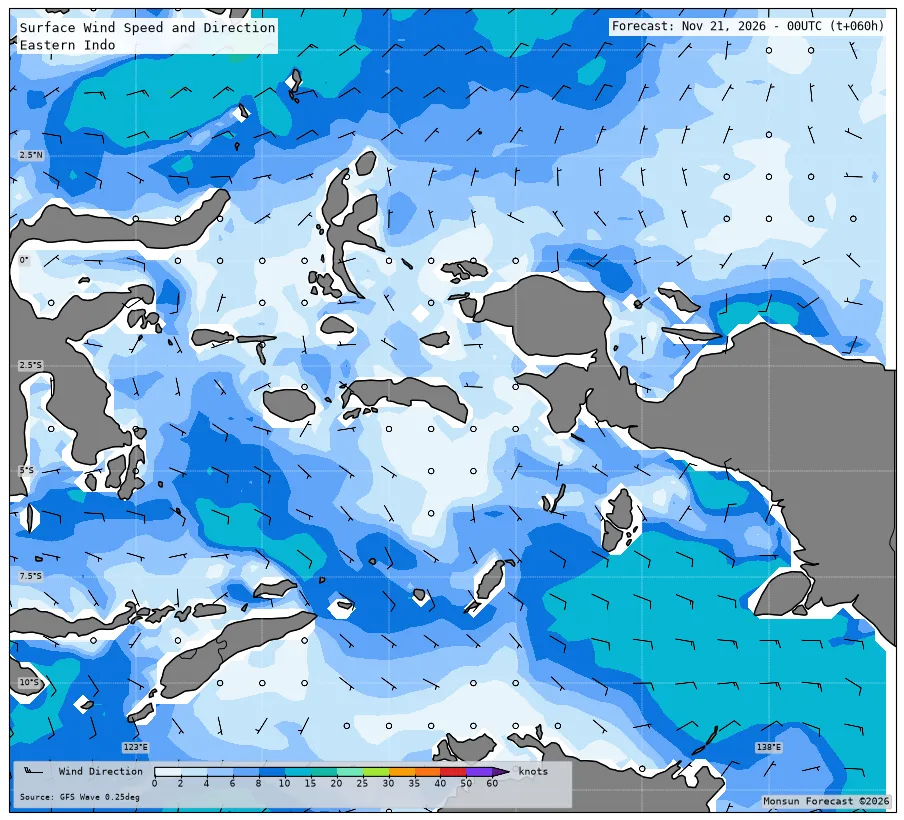 Surface Wind Speed and Direction
Eastern Indo
Forecast: Nov 21, 2026 - 00UTC (t+060h)
2.5°N
0°
2.5°S
5°S
7.5°S
10°S
123°E
138°E
Wind Direction
0 2 4 6 8 10 15 20 25 30 35 40 50 60
knots
Source: GFS Wave 0.25deg
Monsun Forecast ©2026